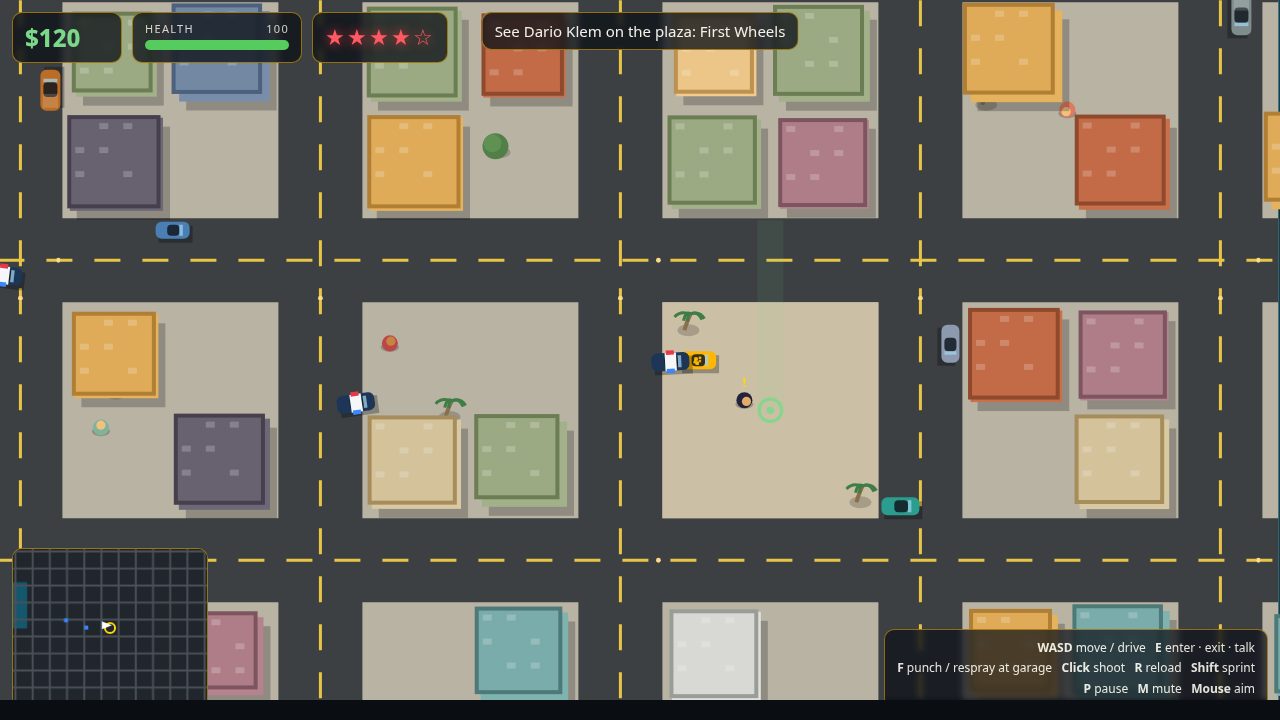 $120
HEALTH 100
★★★★☆
See Dario Klem on the plaza: First Wheels
!
WASD move / drive E enter · exit · talk
F punch / respray at garage Click shoot R reload Shift sprint
P pause M mute Mouse aim